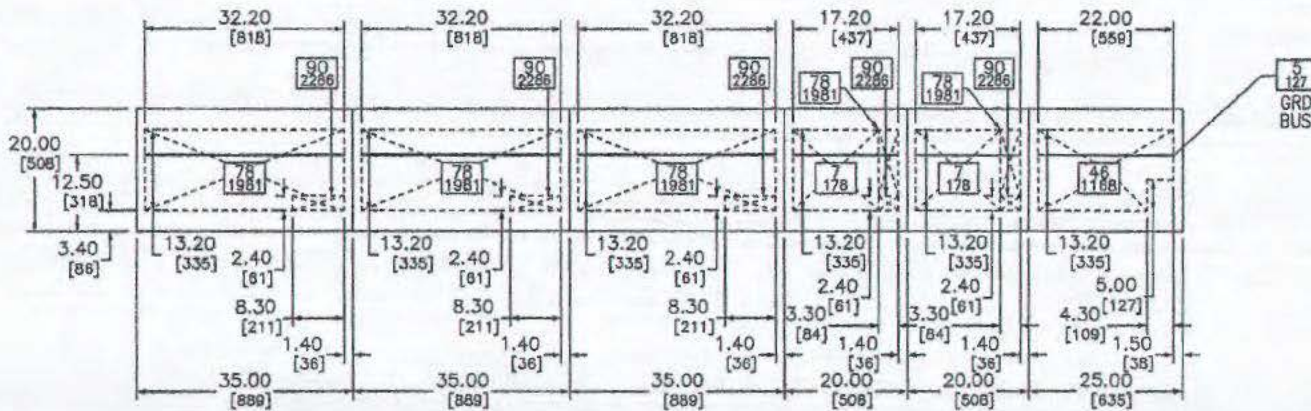 32.20 32.20 32.20 17.20 17.20 22.00
[818] [818] [818] [437] [437] [559]
90 90 90 78 90 78 90 5
2286 2286 2286 1981 2286 1981 2286 127
GRD
BUS
20.00
[508]
12.50
[318]
3.40
[86]
78 78 78 7 7 46
1981 1981 1981 178 178 1168
13.20 13.20 13.20 13.20 13.20 13.20
[335] [335] [335] [335] [335] [335]
2.40 2.40 2.40 2.40 2.40 5.00
[61] [61] [61] [61] [61] [127]
8.30 8.30 8.30 3.30 3.30 4.30
[211] [211] [211] [84] [84] [109]
1.40 1.40 1.40 1.40 1.40 1.50
[36] [36] [36] [36] [36] [38]
35.00 35.00 35.00 20.00 20.00 25.00
[889] [889] [889] [508] [508] [635]